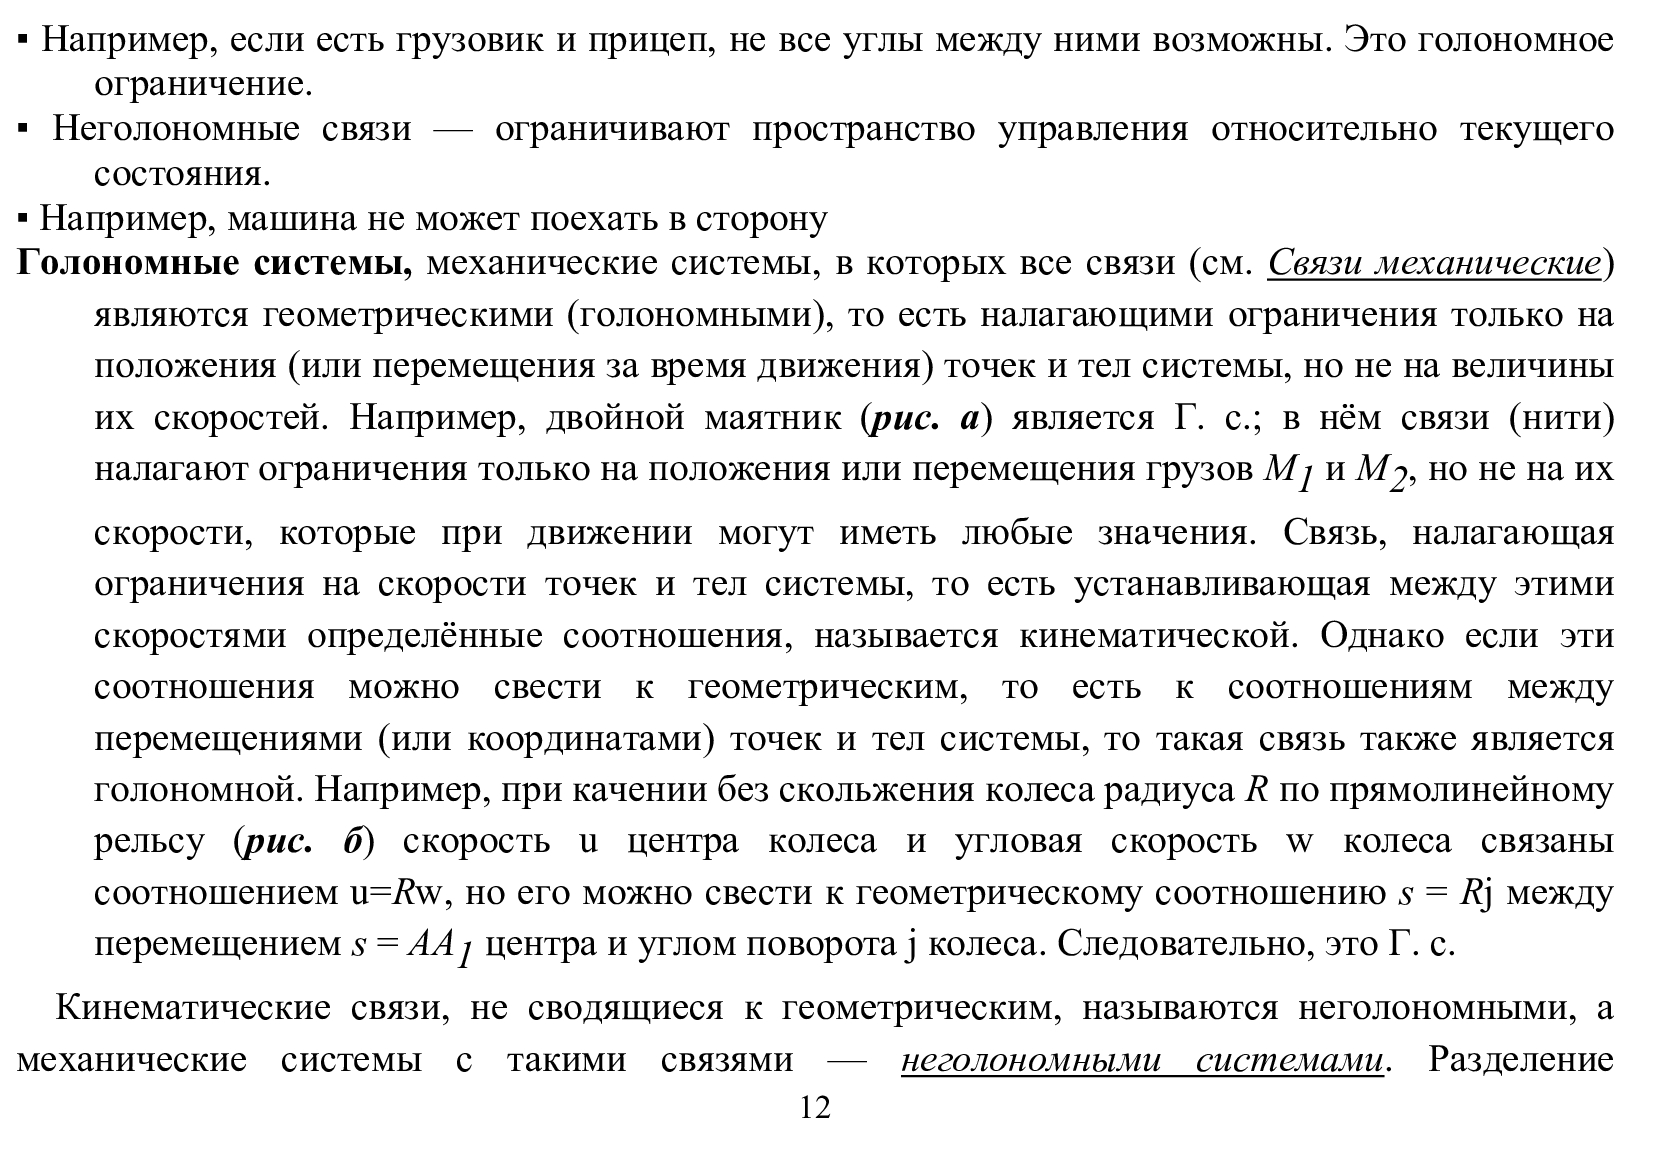 ▪ Например, если есть грузовик и прицеп, не все углы между ними возможны. Это голономное
ограничение.
▪ Неголономные связи — ограничивают пространство управления относительно текущего
состояния.
▪ Например, машина не может поехать в сторону
Голономные системы, механические системы, в которых все связи (см. Связи механические)
являются геометрическими (голономными), то есть налагающими ограничения только на
положения (или перемещения за время движения) точек и тел системы, но не на величины
их скоростей. Например, двойной маятник (рис. а) является Г. с.; в нём связи (нити)
налагают ограничения только на положения или перемещения грузов M1 и M2, но не на их
скорости, которые при движении могут иметь любые значения. Связь, налагающая
ограничения на скорости точек и тел системы, то есть устанавливающая между этими
скоростями определённые соотношения, называется кинематической. Однако если эти
соотношения можно свести к геометрическим, то есть к соотношениям между
перемещениями (или координатами) точек и тел системы, то такая связь также является
голономной. Например, при качении без скольжения колеса радиуса R по прямолинейному
рельсу (рис. б) скорость u центра колеса и угловая скорость w колеса связаны
соотношением u=Rw, но его можно свести к геометрическому соотношению s = Rj между
перемещением s = AA1 центра и углом поворота j колеса. Следовательно, это Г. с.
Кинематические связи, не сводящиеся к геометрическим, называются неголономными, а
механические системы с такими связями — неголономными системами. Разделение
12